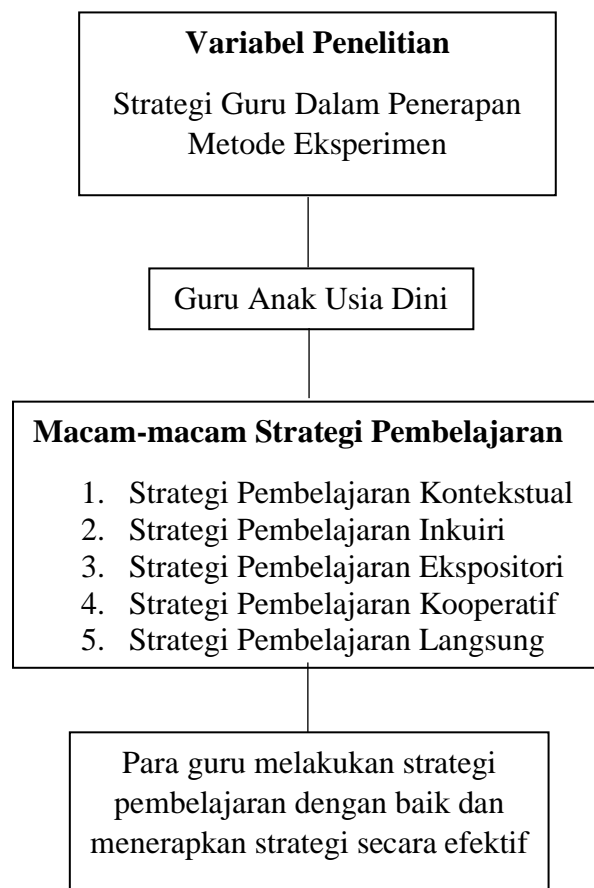 Variabel Penelitian
Strategi Guru Dalam Penerapan
Metode Eksperimen
Guru Anak Usia Dini
Macam-macam Strategi Pembelajaran
1. Strategi Pembelajaran Kontekstual
2. Strategi Pembelajaran Inkuiri
3. Strategi Pembelajaran Ekspositori
4. Strategi Pembelajaran Kooperatif
5. Strategi Pembelajaran Langsung
Para guru melakukan strategi
pembelajaran dengan baik dan
menerapkan strategi secara efektif